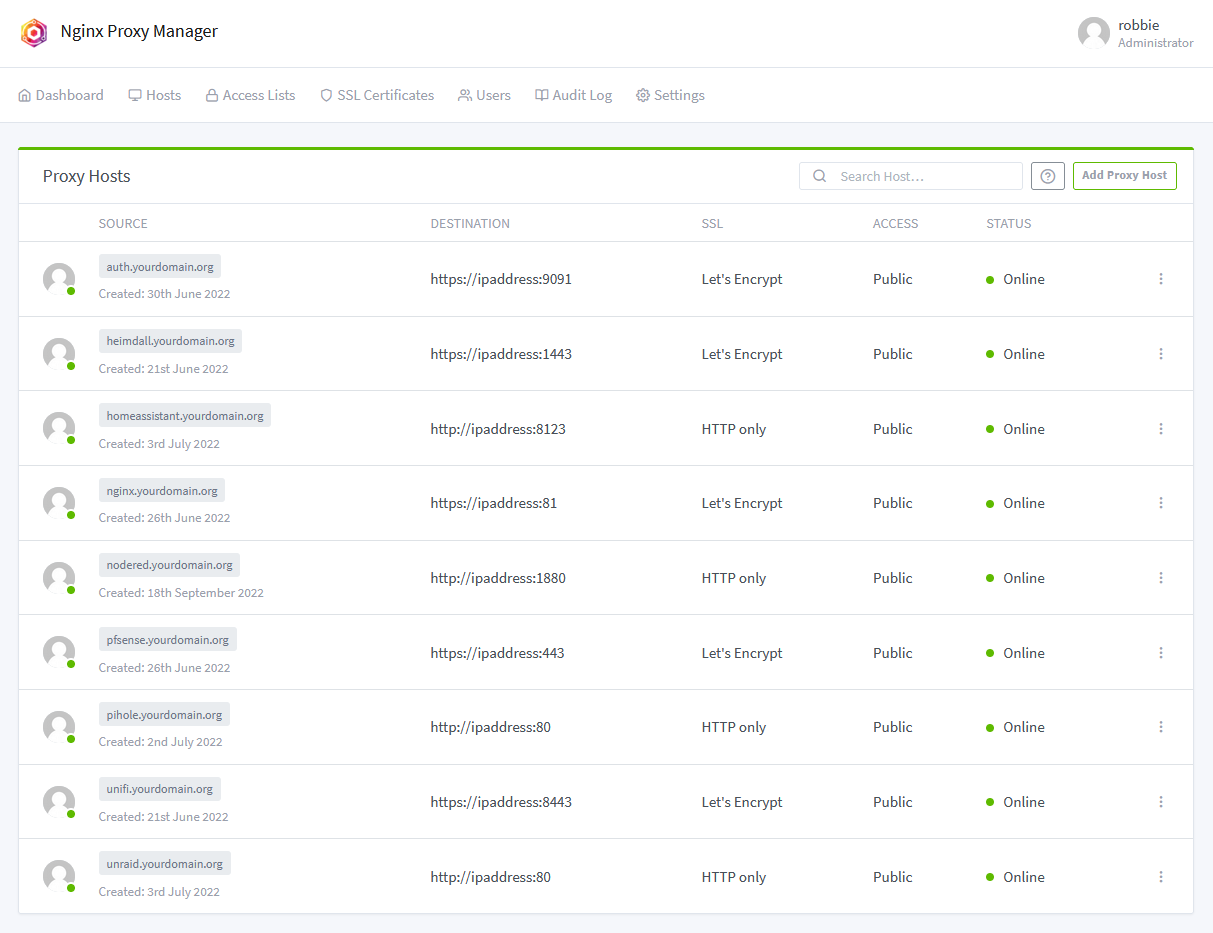 Nginx Proxy Manager
robbie
Administrator
Dashboard Hosts Access Lists SSL Certificates Users Audit Log Settings
Proxy Hosts Search Host... Add Proxy Host
SOURCE DESTINATION SSL ACCESS STATUS
auth.yourdomain.org
Created: 30th June 2022
https://ipaddress:9091 Let's Encrypt Public Online
heimdall.yourdomain.org
Created: 21st June 2022
https://ipaddress:1443 Let's Encrypt Public Online
homeassistant.yourdomain.org
Created: 3rd July 2022
http://ipaddress:8123 HTTP only Public Online
nginx.yourdomain.org
Created: 26th June 2022
https://ipaddress:81 Let's Encrypt Public Online
nodered.yourdomain.org
Created: 18th September 2022
http://ipaddress:1880 HTTP only Public Online
pfsense.yourdomain.org
Created: 26th June 2022
https://ipaddress:443 Let's Encrypt Public Online
pihole.yourdomain.org
Created: 2nd July 2022
http://ipaddress:80 HTTP only Public Online
unifi.yourdomain.org
Created: 21st June 2022
https://ipaddress:8443 Let's Encrypt Public Online
unraid.yourdomain.org
Created: 3rd July 2022
http://ipaddress:80 HTTP only Public Online